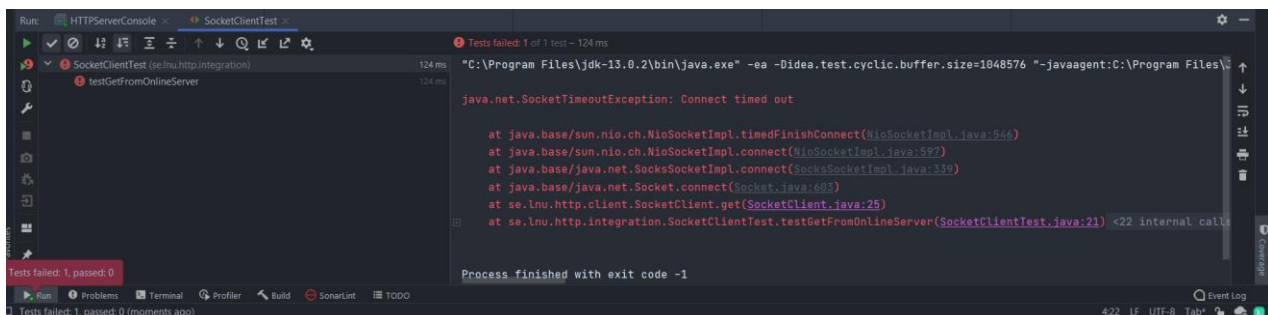 Run: HTTPServerConsole × SocketClientTest ×
Tests failed: 1 of 1 test – 124 ms
SocketClientTest (se.lnu.http.integration) 124 ms
testGetFromOnlineServer 124 ms
"C:\Program Files\jdk-13.0.2\bin\java.exe" -ea -Didea.test.cyclic.buffer.size=1048576 "-javaagent:C:\Program Files\J
java.net.SocketTimeoutException: Connect timed out
at java.base/sun.nio.ch.NioSocketImpl.timedFinishConnect(NioSocketImpl.java:546)
at java.base/sun.nio.ch.NioSocketImpl.connect(NioSocketImpl.java:597)
at java.base/java.net.SocksSocketImpl.connect(SocksSocketImpl.java:339)
at java.base/java.net.Socket.connect(Socket.java:603)
at se.lnu.http.client.SocketClient.get(SocketClient.java:25)
at se.lnu.http.integration.SocketClientTest.testGetFromOnlineServer(SocketClientTest.java:21) <22 internal calls
Process finished with exit code -1
Coverage
Tests failed: 1, passed: 0
Run Problems Terminal Profiler Build SonarLint TODO Event Log
Tests failed: 1, passed: 0 (moments ago) 4:22 LF UTF-8 Tab*